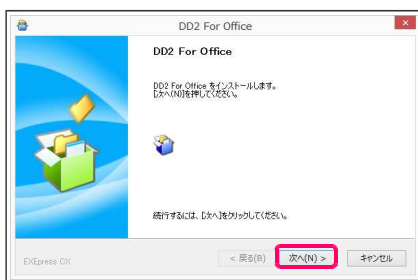 DD2 For Office
DD2 For Office
DD2 For Office をインストールします。
[次へ(N)]を押してください。
続行するには、[次へ]をクリックしてください。
EXEpress CX
< 戻る(B)
次へ(N) >
キャンセル